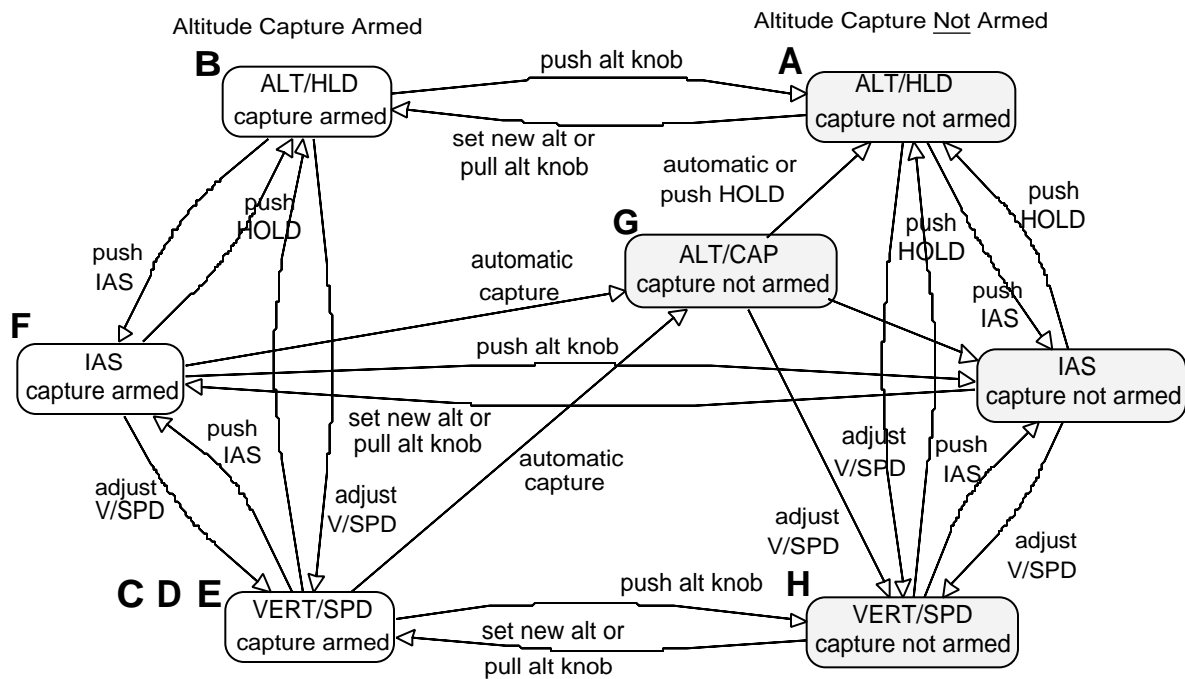 Altitude Capture Armed
Altitude Capture Not Armed
B
ALT/HLD
capture armed
push alt knob
A
ALT/HLD
capture not armed
set new alt or
pull alt knob
automatic or
push HOLD
push
HOLD
push
HOLD
push
IAS
G
ALT/CAP
capture not armed
push
HOLD
automatic
capture
push
IAS
F
IAS
capture armed
push alt knob
IAS
capture not armed
set new alt or
pull alt knob
push
IAS
automatic
capture
adjust
V/SPD
push
IAS
adjust
V/SPD
adjust
V/SPD
adjust
V/SPD
adjust
V/SPD
C D E
VERT/SPD
capture armed
push alt knob
H
VERT/SPD
capture not armed
set new alt or
pull alt knob